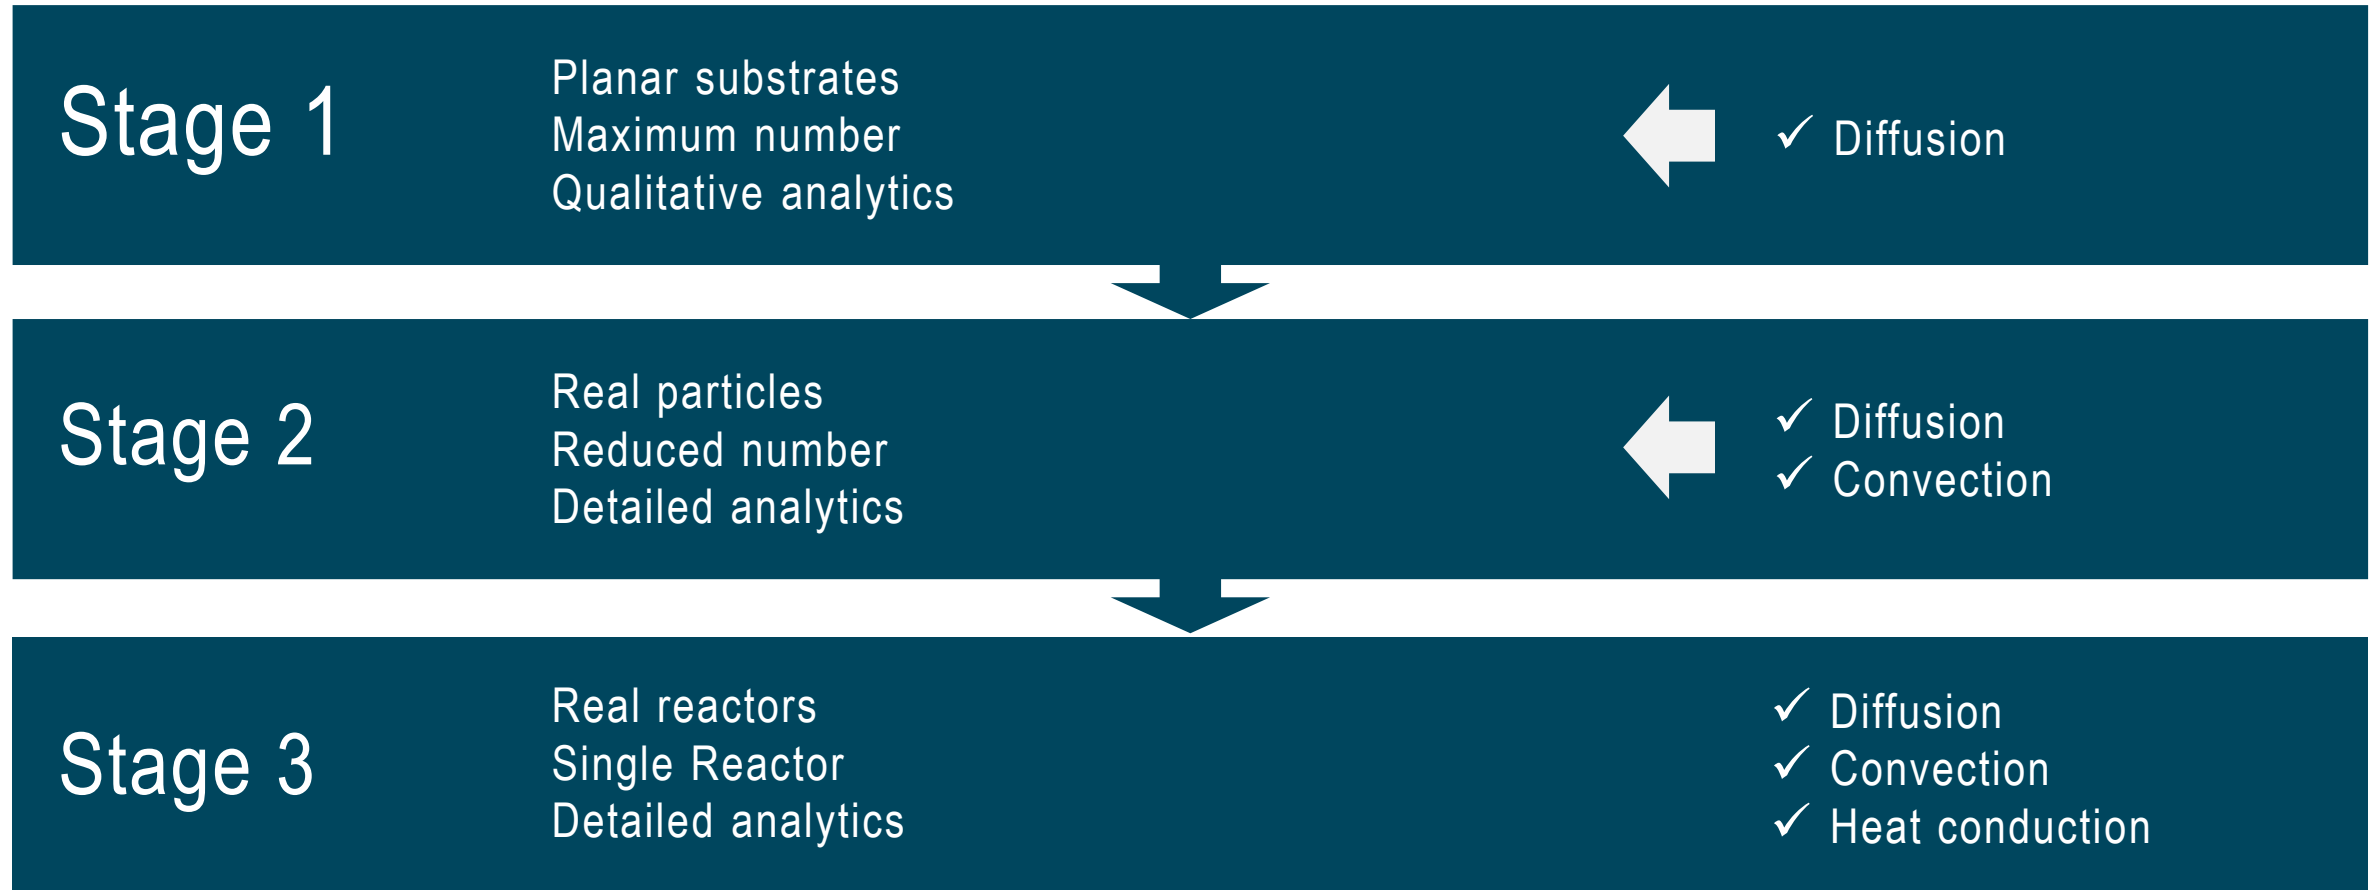 Stage 1
Planar substrates
Maximum number
Qualitative analytics
✓ Diffusion
Stage 2
Real particles
Reduced number
Detailed analytics
✓ Diffusion
✓ Convection
Stage 3
Real reactors
Single Reactor
Detailed analytics
✓ Diffusion
✓ Convection
✓ Heat conduction